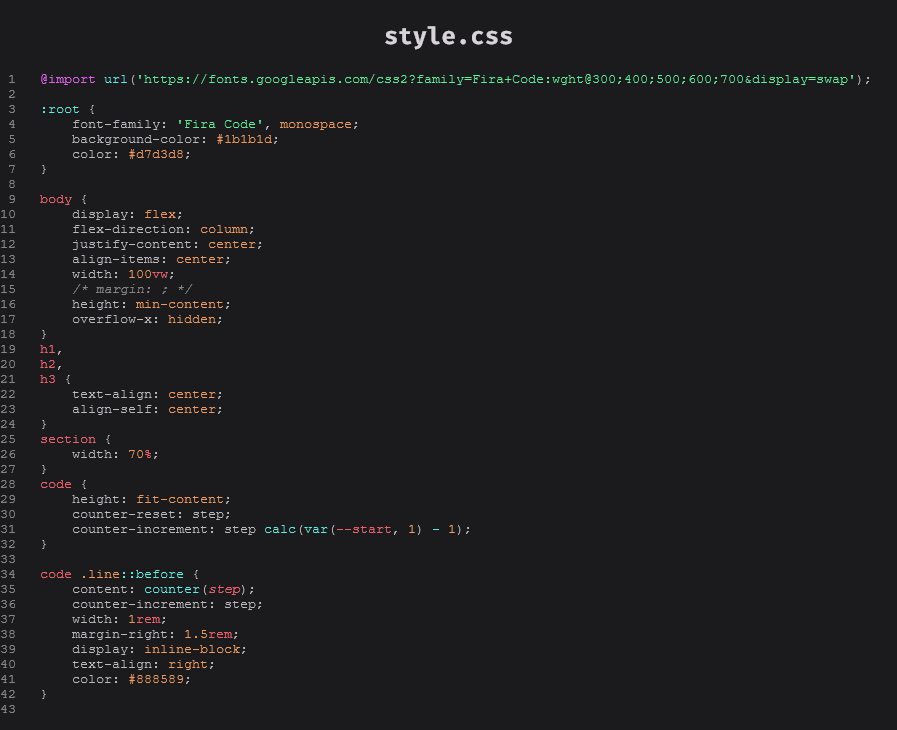 style.css
1 @import url('https://fonts.googleapis.com/css2?family=Fira+Code:wght@300;400;500;600;700&display=swap');
2
3 :root {
4     font-family: 'Fira Code', monospace;
5     background-color: #1b1b1d;
6     color: #d7d3d8;
7 }
8
9 body {
10     display: flex;
11     flex-direction: column;
12     justify-content: center;
13     align-items: center;
14     width: 100vw;
15     /* margin: ; */
16     height: min-content;
17     overflow-x: hidden;
18 }
19 h1,
20 h2,
21 h3 {
22     text-align: center;
23     align-self: center;
24 }
25 section {
26     width: 70%;
27 }
28 code {
29     height: fit-content;
30     counter-reset: step;
31     counter-increment: step calc(var(--start, 1) - 1);
32 }
33
34 code .line::before {
35     content: counter(step);
36     counter-increment: step;
37     width: 1rem;
38     margin-right: 1.5rem;
39     display: inline-block;
40     text-align: right;
41     color: #888589;
42 }
43